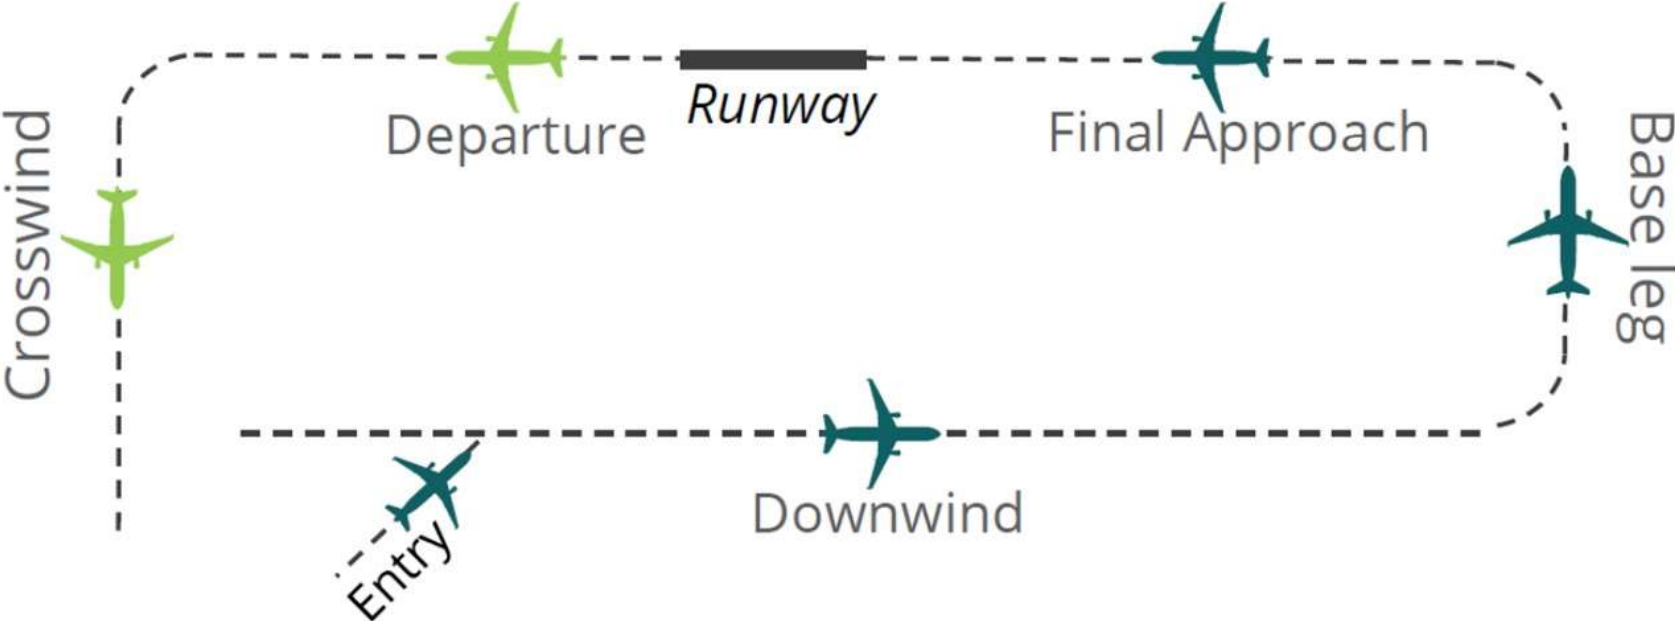 Runway
Departure
Final Approach
Crosswind
Base leg
Downwind
Entry